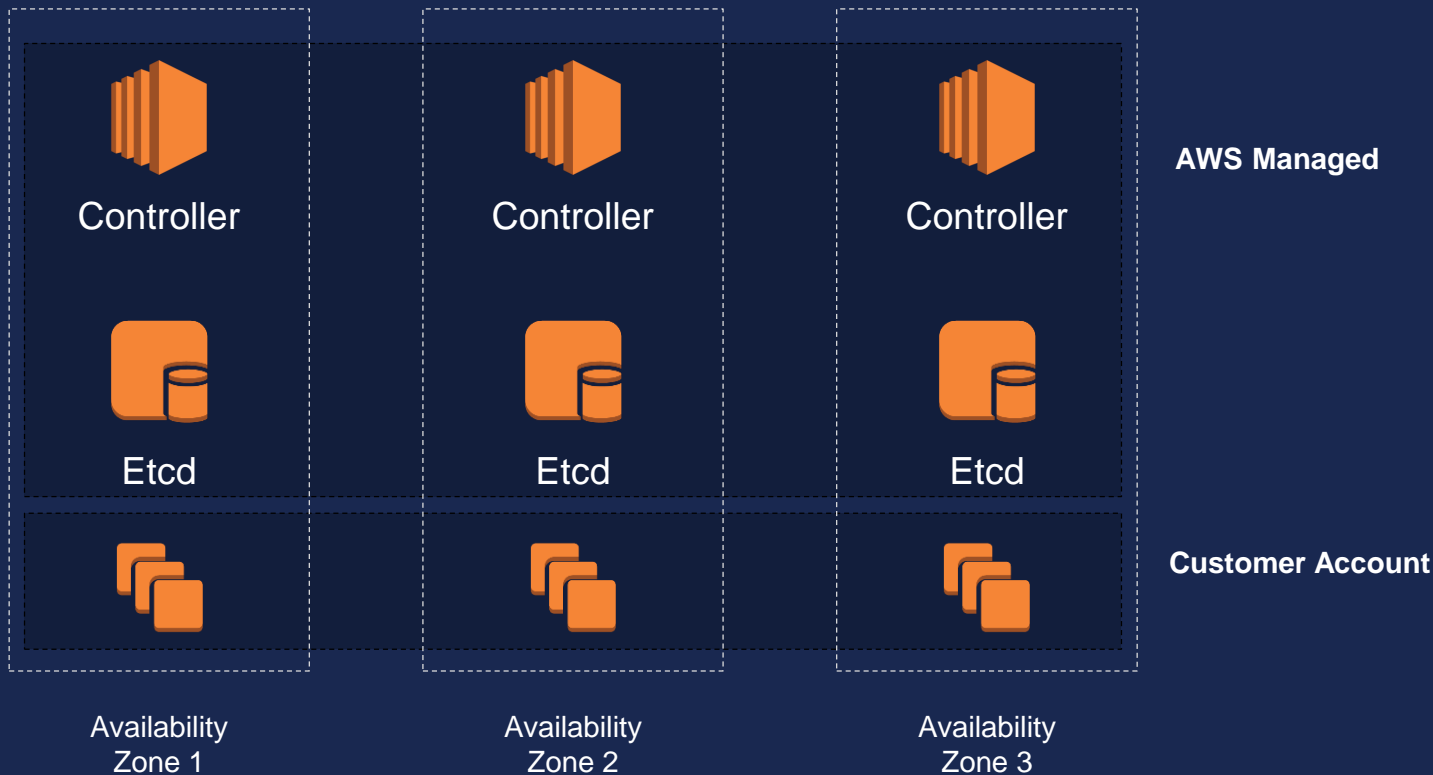 Controller
Controller
Controller
AWS Managed
Etcd
Etcd
Etcd
Customer Account
Availability
Zone 1
Availability
Zone 2
Availability
Zone 3